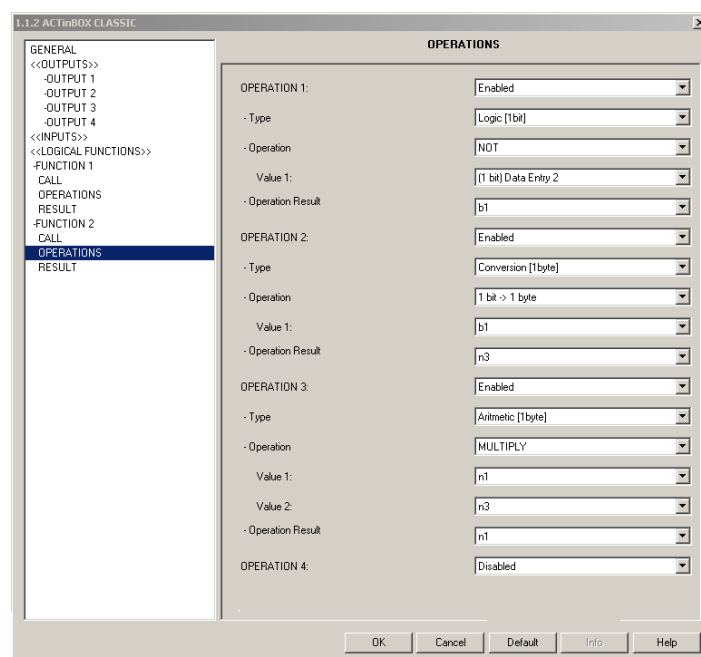 1.1.2 ACTinBOX CLASSIC
GENERAL
<<OUTPUTS>>
-OUTPUT 1
-OUTPUT 2
-OUTPUT 3
-OUTPUT 4
<<INPUTS>>
<<LOGICAL FUNCTIONS>>
-FUNCTION 1
CALL
OPERATIONS
RESULT
-FUNCTION 2
CALL
OPERATIONS
RESULT
OPERATIONS
OPERATION 1: Enabled
- Type Logic [1bit]
- Operation NOT
Value 1: (1 bit) Data Entry 2
- Operation Result b1
OPERATION 2: Enabled
- Type Conversion [1byte]
- Operation 1 bit -> 1 byte
Value 1: b1
- Operation Result n3
OPERATION 3: Enabled
- Type Aritmetic [1byte]
- Operation MULTIPLY
Value 1: n1
Value 2: n3
- Operation Result n1
OPERATION 4: Disabled
OK Cancel Default Info Help